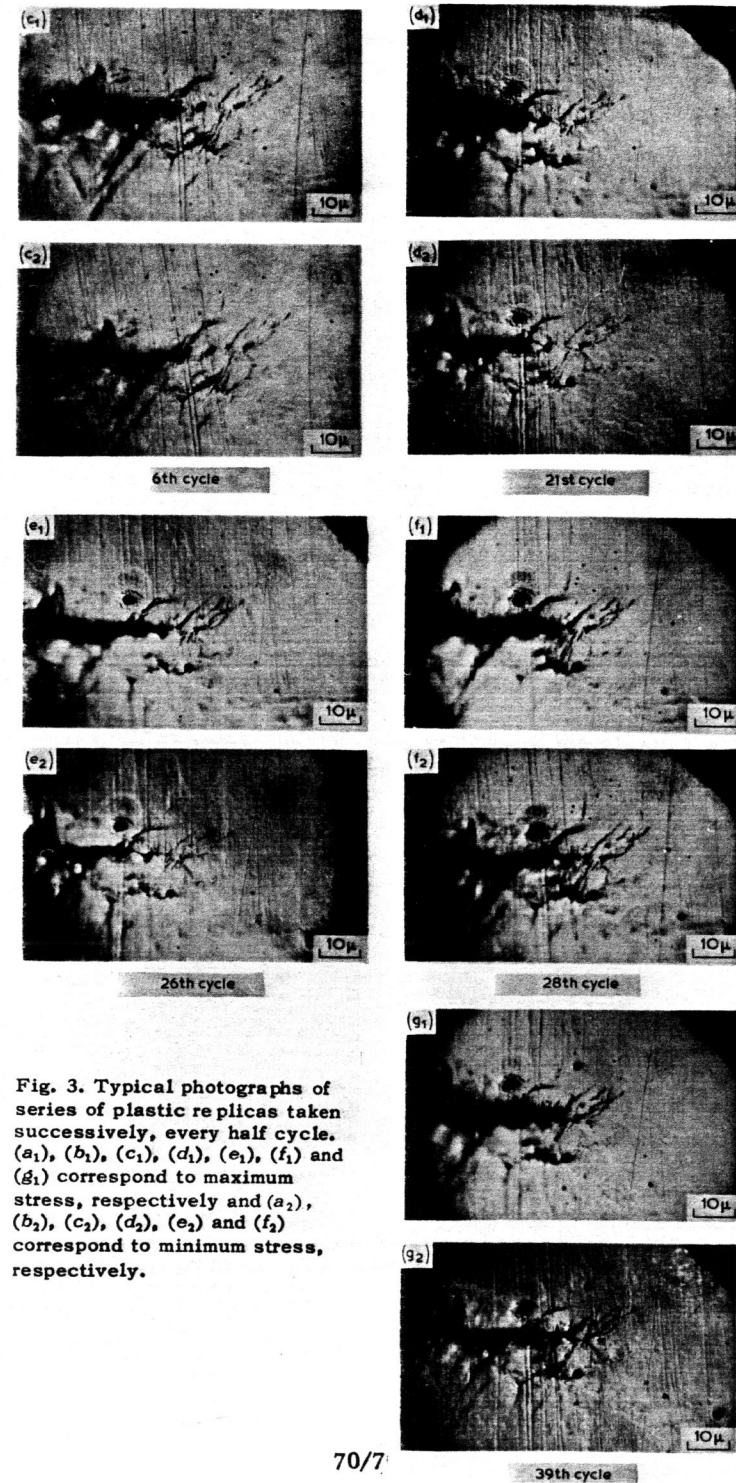 (c₁)
10μ
(d₁)
10μ
(c₂)
10μ
(d₂)
10μ
6th cycle
21st cycle
(e₁)
10μ
(f₁)
10μ
(e₂)
10μ
(f₂)
10μ
26th cycle
28th cycle
(g₁)
10μ
Fig. 3. Typical photographs of
series of plastic replicas taken
successively, every half cycle.
(a₁), (b₁), (c₁), (d₁), (e₁), (f₁) and
(g₁) correspond to maximum
stress, respectively and (a₂),
(b₂), (c₂), (d₂), (e₂) and (f₂)
correspond to minimum stress,
respectively.
(g₂)
10μ
70/7
39th cycle